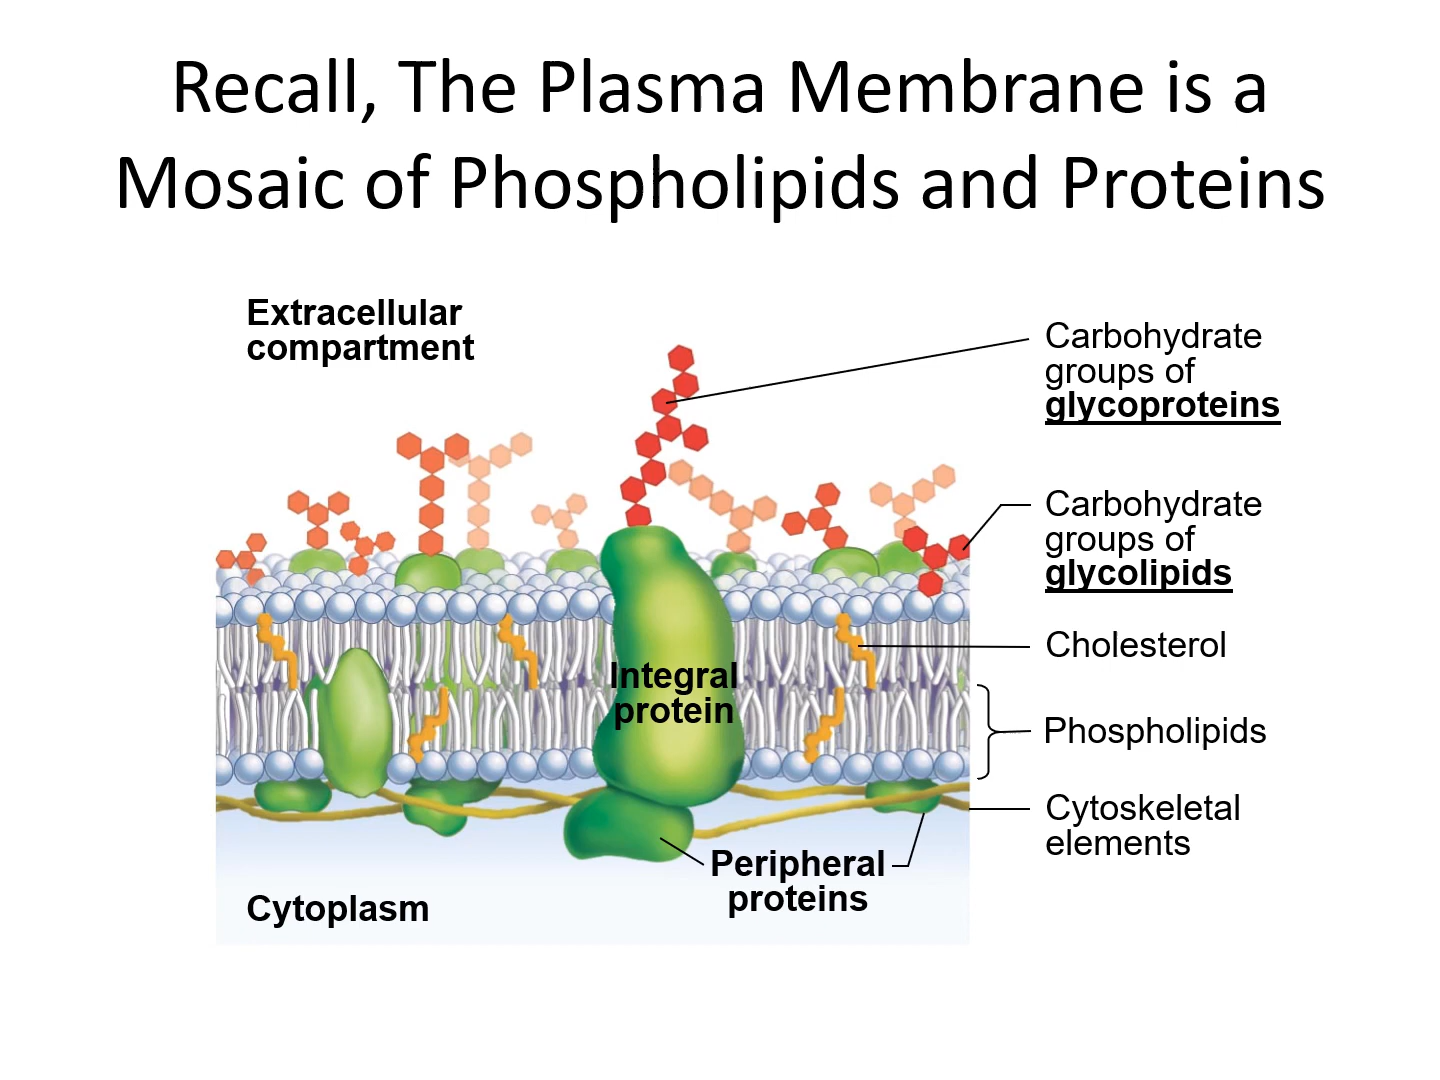 Recall, The Plasma Membrane is a
Mosaic of Phospholipids and Proteins
Extracellular
compartment
Carbohydrate
groups of
glycoproteins
Carbohydrate
groups of
glycolipids
Cholesterol
Integral
protein
Phospholipids
Cytoskeletal
elements
Peripheral
proteins
Cytoplasm